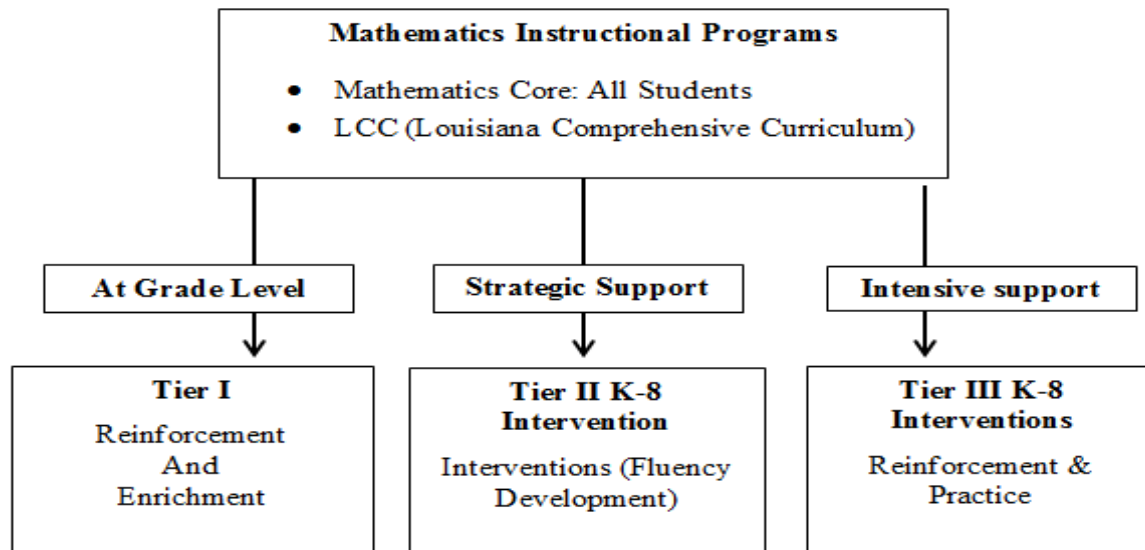 Mathematics Instructional Programs
• Mathematics Core: All Students
• LCC (Louisiana Comprehensive Curriculum)
At Grade Level
Strategic Support
Intensive support
Tier I
Reinforcement
And
Enrichment
Tier II K-8
Intervention
Interventions (Fluency
Development)
Tier III K-8
Interventions
Reinforcement &
Practice